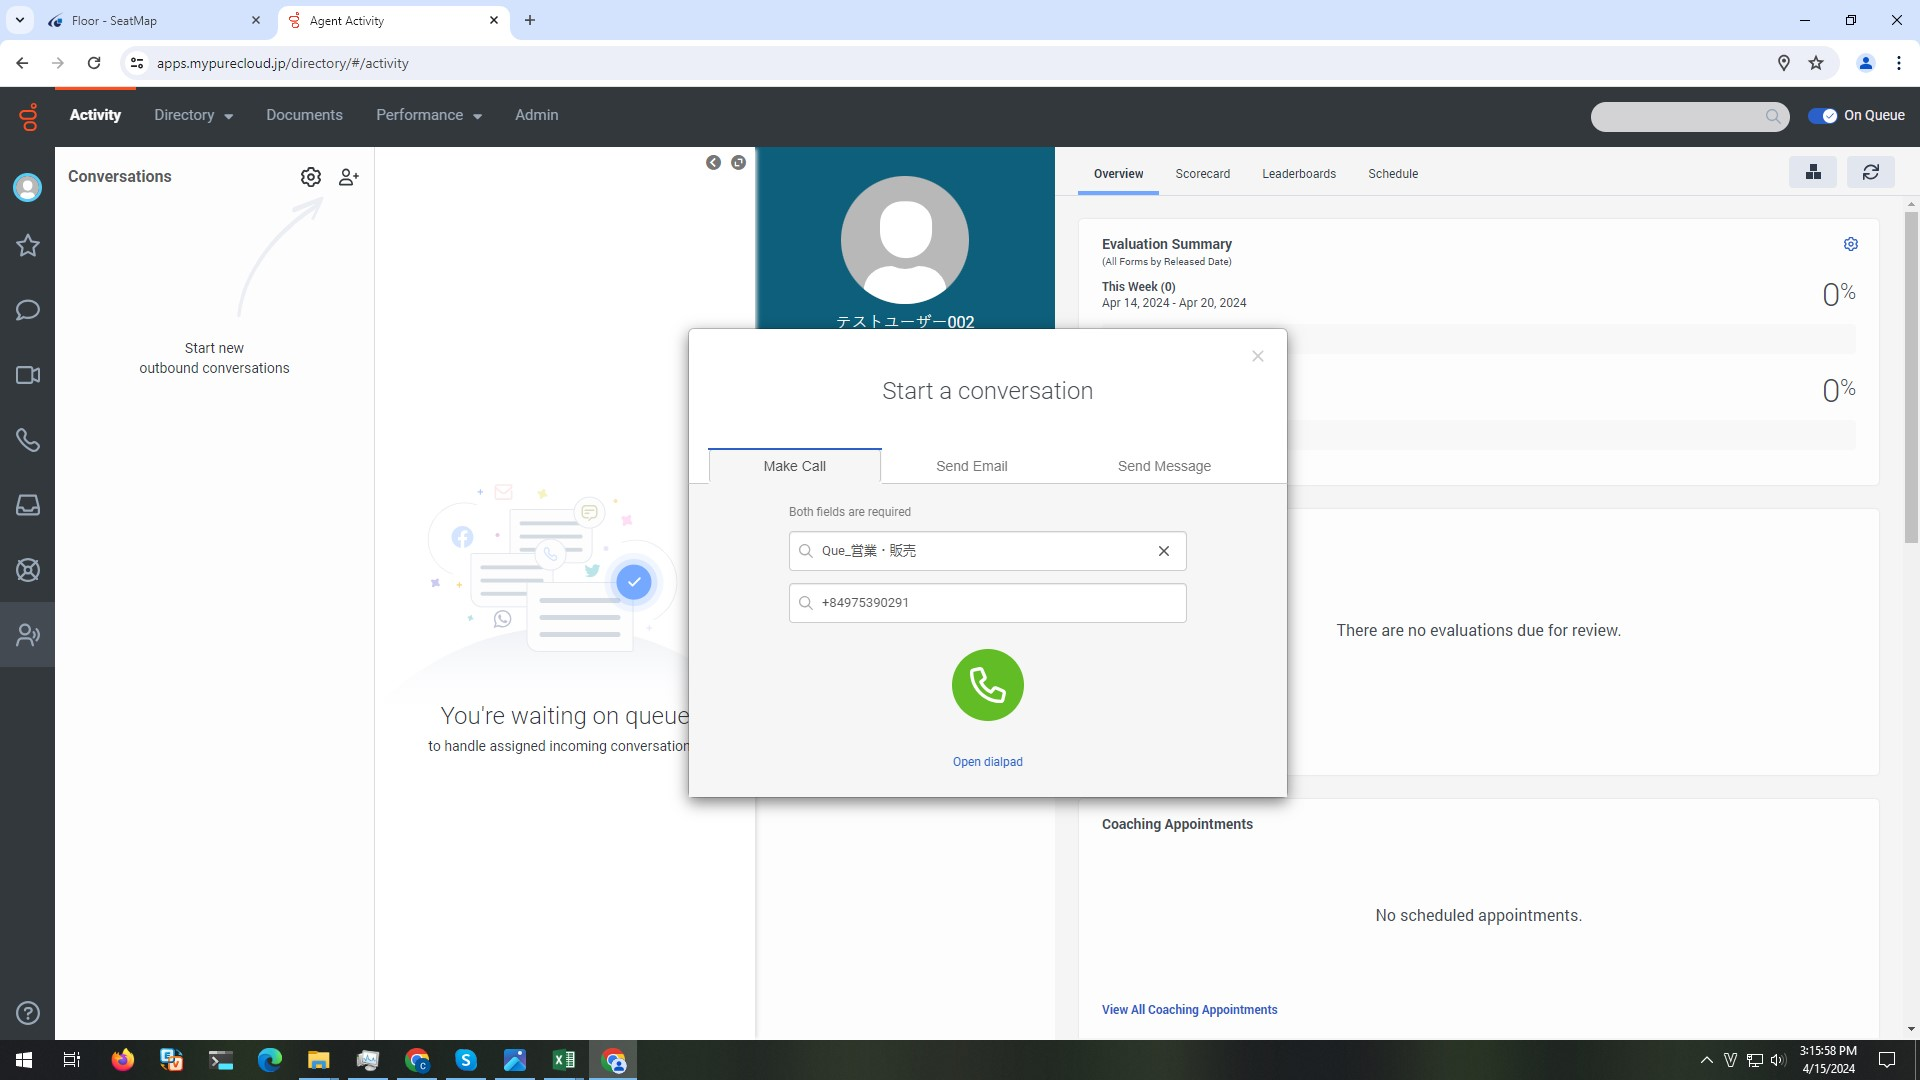 Floor - SeatMap
Agent Activity
apps.mypurecloud.jp/directory/#/activity
Activity
Directory
Documents
Performance
Admin
On Queue
Conversations
Start new
outbound conversations
You're waiting on queue
to handle assigned incoming conversation
テストユーザー002
Overview
Scorecard
Leaderboards
Schedule
Evaluation Summary
(All Forms by Released Date)
This Week (0)
Apr 14, 2024 - Apr 20, 2024
0%
0%
Start a conversation
Make Call
Send Email
Send Message
Both fields are required
Que_営業・販売
+84975390291
Open dialpad
There are no evaluations due for review.
Coaching Appointments
No scheduled appointments.
View All Coaching Appointments
3:15:58 PM
4/15/2024